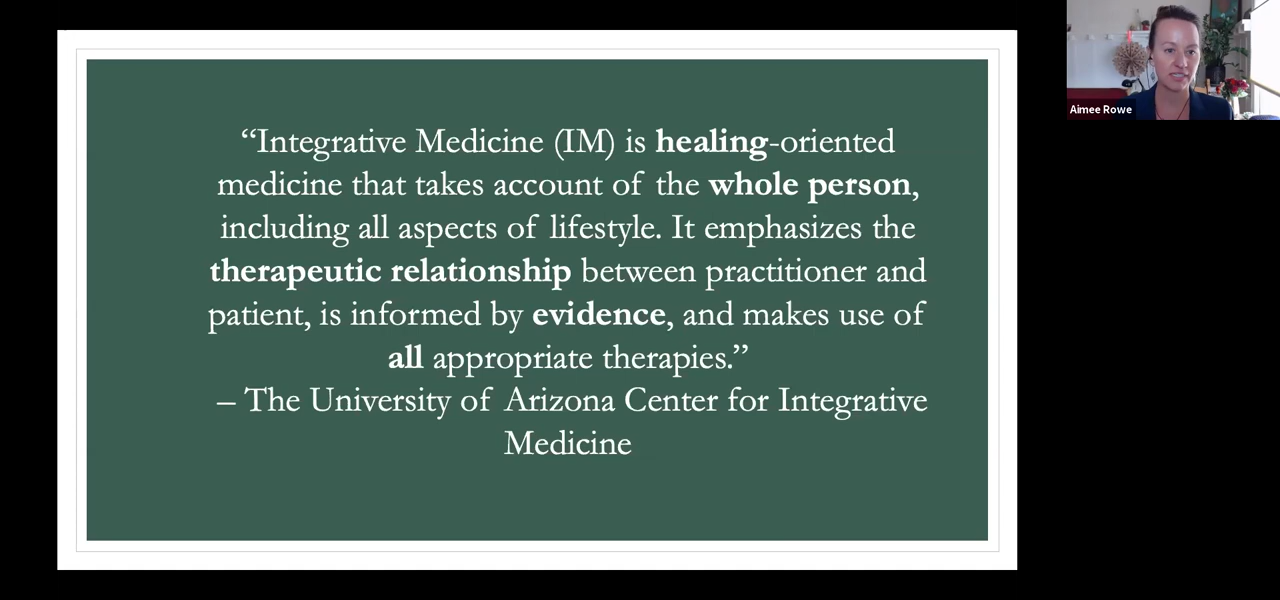 “Integrative Medicine (IM) is healing-oriented
medicine that takes account of the whole person,
including all aspects of lifestyle. It emphasizes the
therapeutic relationship between practitioner and
patient, is informed by evidence, and makes use of
all appropriate therapies.”
– The University of Arizona Center for Integrative
Medicine
Aimee Rowe